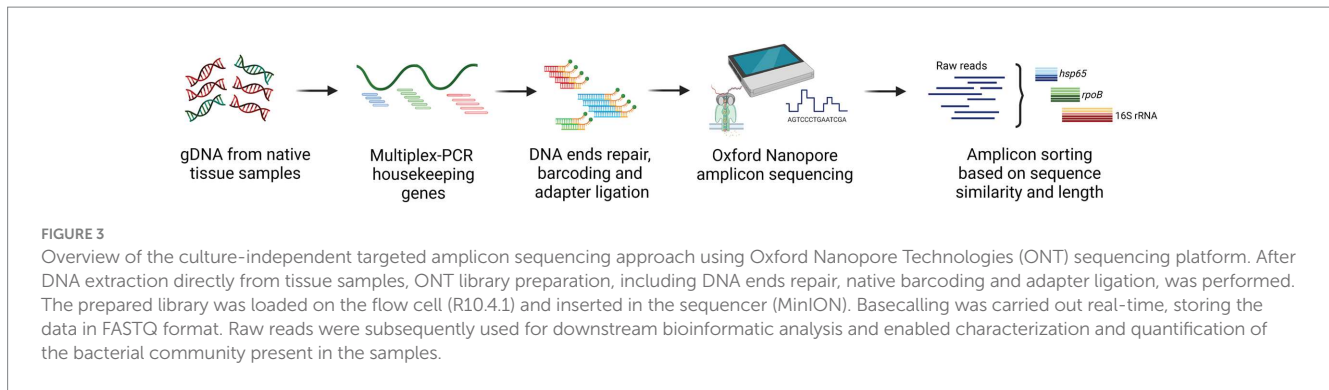 Raw reads
hsp65
rpoB
16S rRNA
AGTCCCTGAATCGA
gDNA from native
tissue samples
Multiplex-PCR
housekeeping
genes
DNA ends repair,
barcoding and
adapter ligation
Oxford Nanopore
amplicon sequencing
Amplicon sorting
based on sequence
similarity and length
FIGURE 3
Overview of the culture-independent targeted amplicon sequencing approach using Oxford Nanopore Technologies (ONT) sequencing platform. After
DNA extraction directly from tissue samples, ONT library preparation, including DNA ends repair, native barcoding and adapter ligation, was performed.
The prepared library was loaded on the flow cell (R10.4.1) and inserted in the sequencer (MinION). Basecalling was carried out real-time, storing the
data in FASTQ format. Raw reads were subsequently used for downstream bioinformatic analysis and enabled characterization and quantification of
the bacterial community present in the samples.